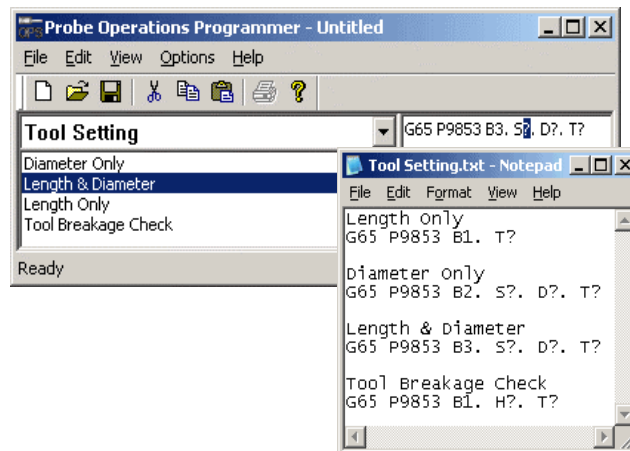 OPS Probe Operations Programmer - Untitled
File Edit View Options Help
Tool Setting
G65 P9853 B3. S?. D?. T?
Diameter Only
Length & Diameter
Length Only
Tool Breakage Check
Ready
Tool Setting.txt - Notepad
File Edit Format View Help
Length Only
G65 P9853 B1. T?
Diameter Only
G65 P9853 B2. S?. D?. T?
Length & Diameter
G65 P9853 B3. S?. D?. T?
Tool Breakage Check
G65 P9853 B1. H?. T?